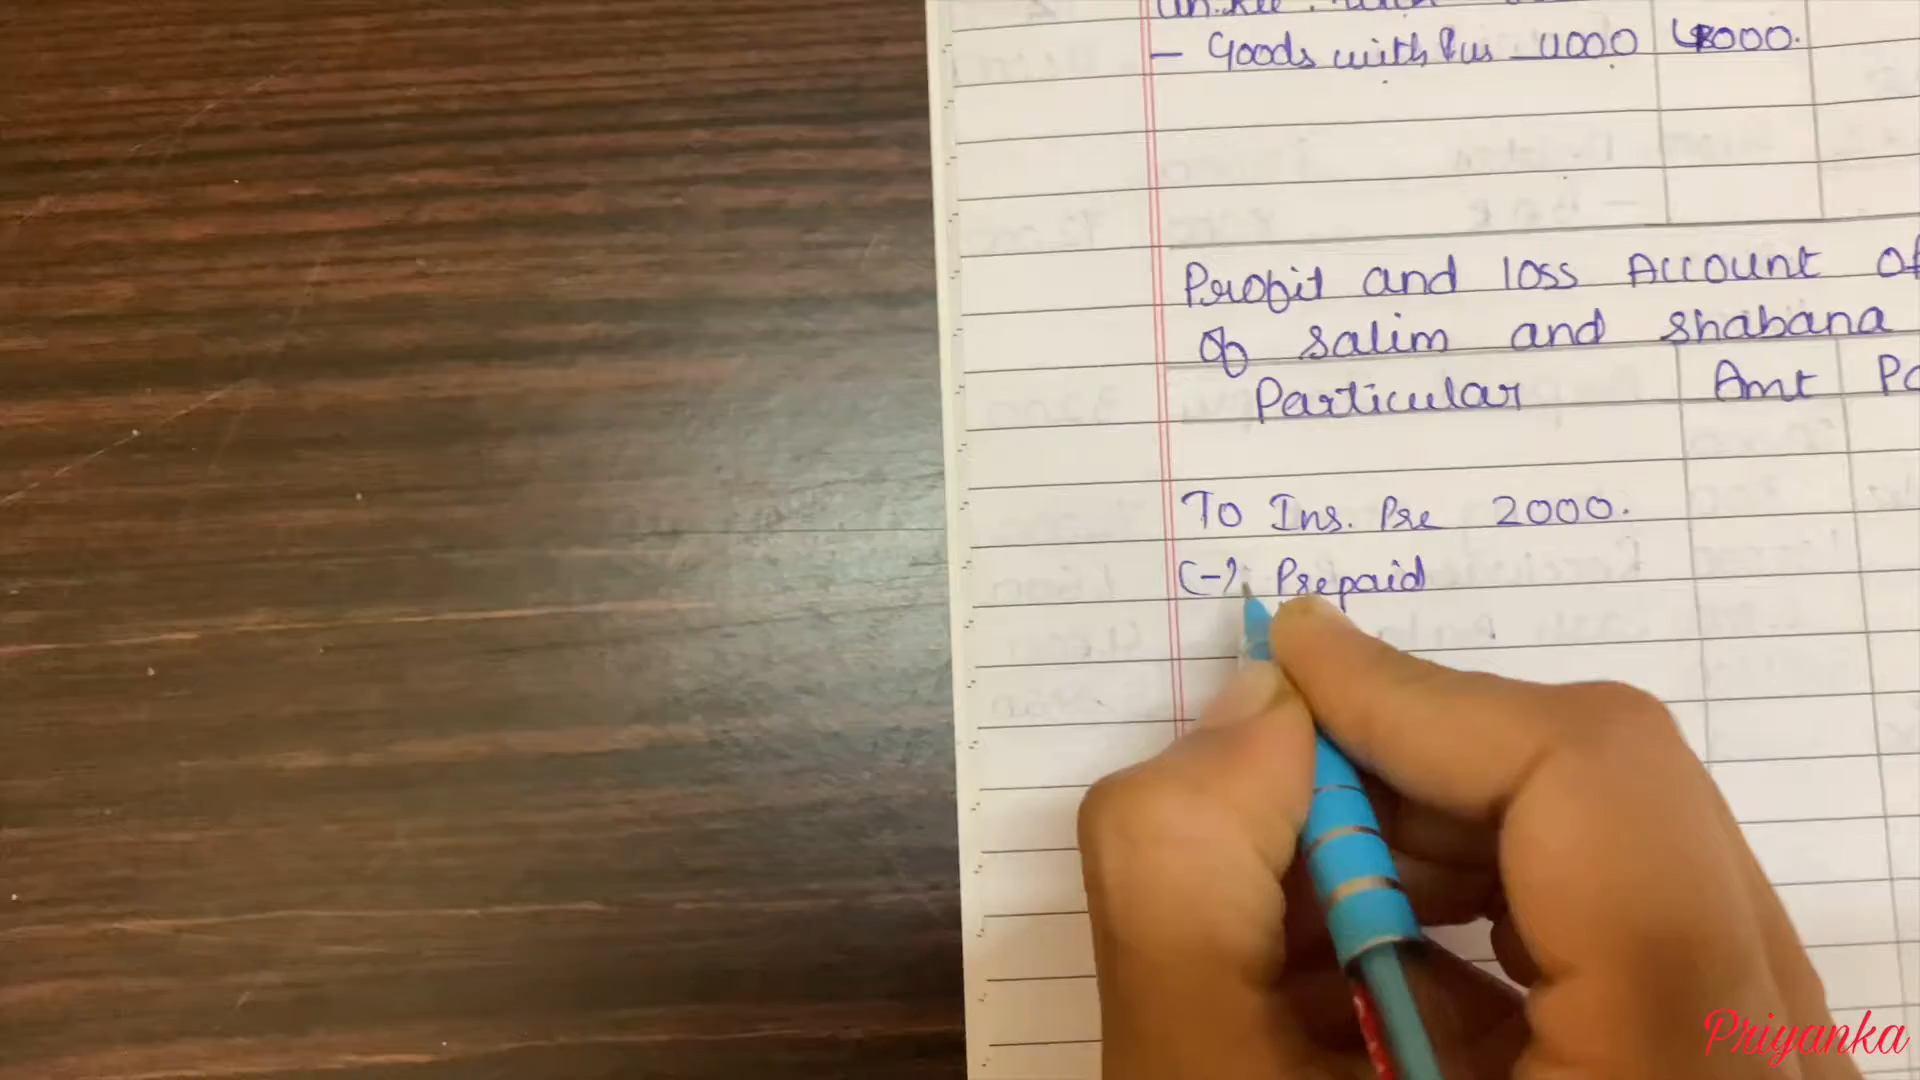 - Goods with Cus 4000 48000.
Profit and loss Account of
of salim and shabana
Particular Amt
To Ins. Pre 2000.
(-) Prepaid
Priyanka